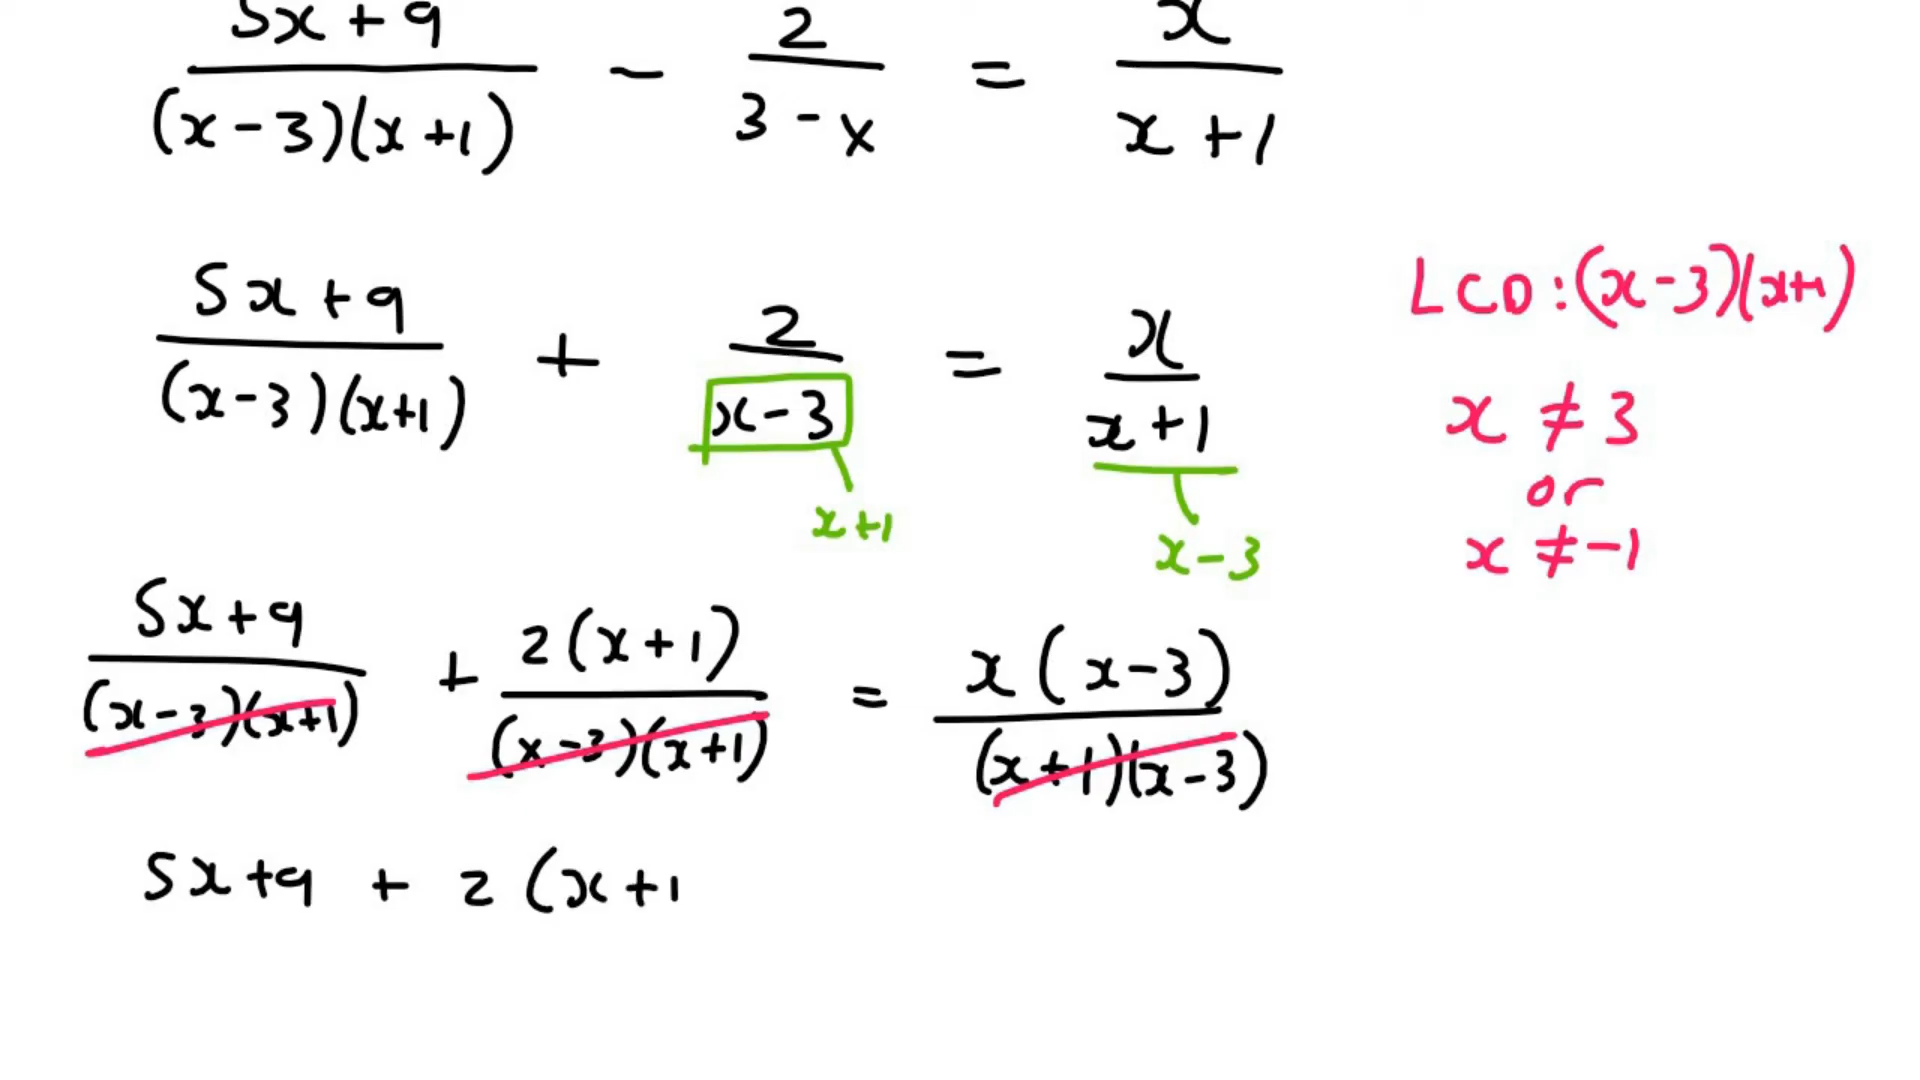 5x + 9 / (x - 3)(x + 1) - 2 / 3 - x = x / x + 1
5x + 9 / (x - 3)(x + 1) + 2 / x - 3 = x / x + 1
x + 1
x - 3
LCD: (x - 3)(x + 1)
x ≠ 3
or
x ≠ -1
5x + 9 / (x - 3)(x + 1) + 2(x + 1) / (x - 3)(x + 1) = x(x - 3) / (x + 1)(x - 3)
5x + 9 + 2(x + 1